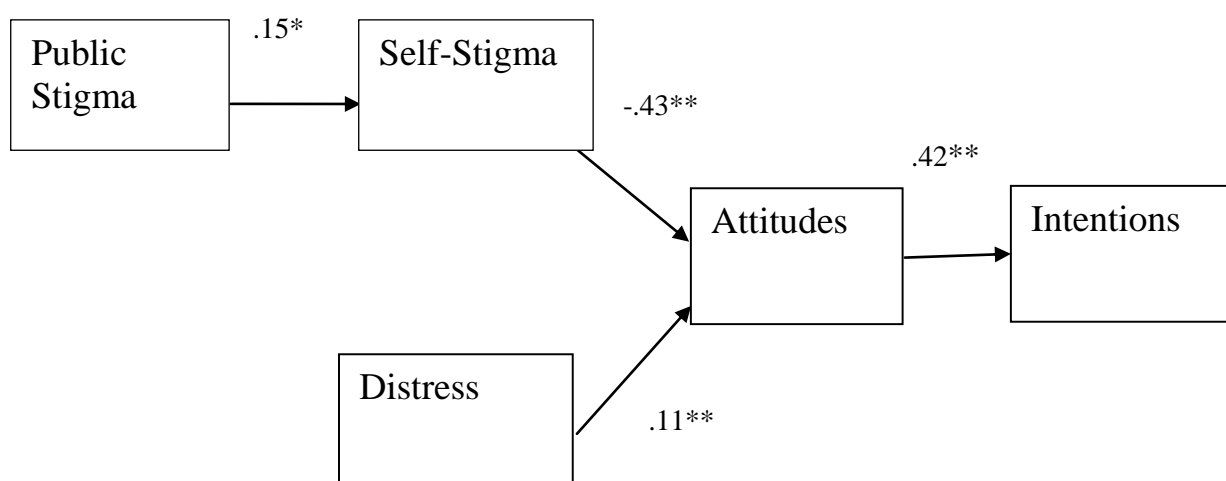 .15*
Public
Stigma
Self-Stigma
-.43**
.42**
Attitudes
Intentions
Distress
.11**